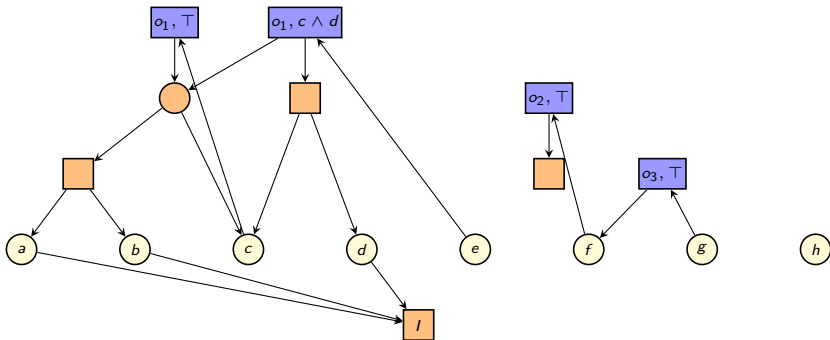 o₁, ⊤
o₁, c ∧ d
o₂, ⊤
o₃, ⊤
a
b
c
d
e
f
g
h
I